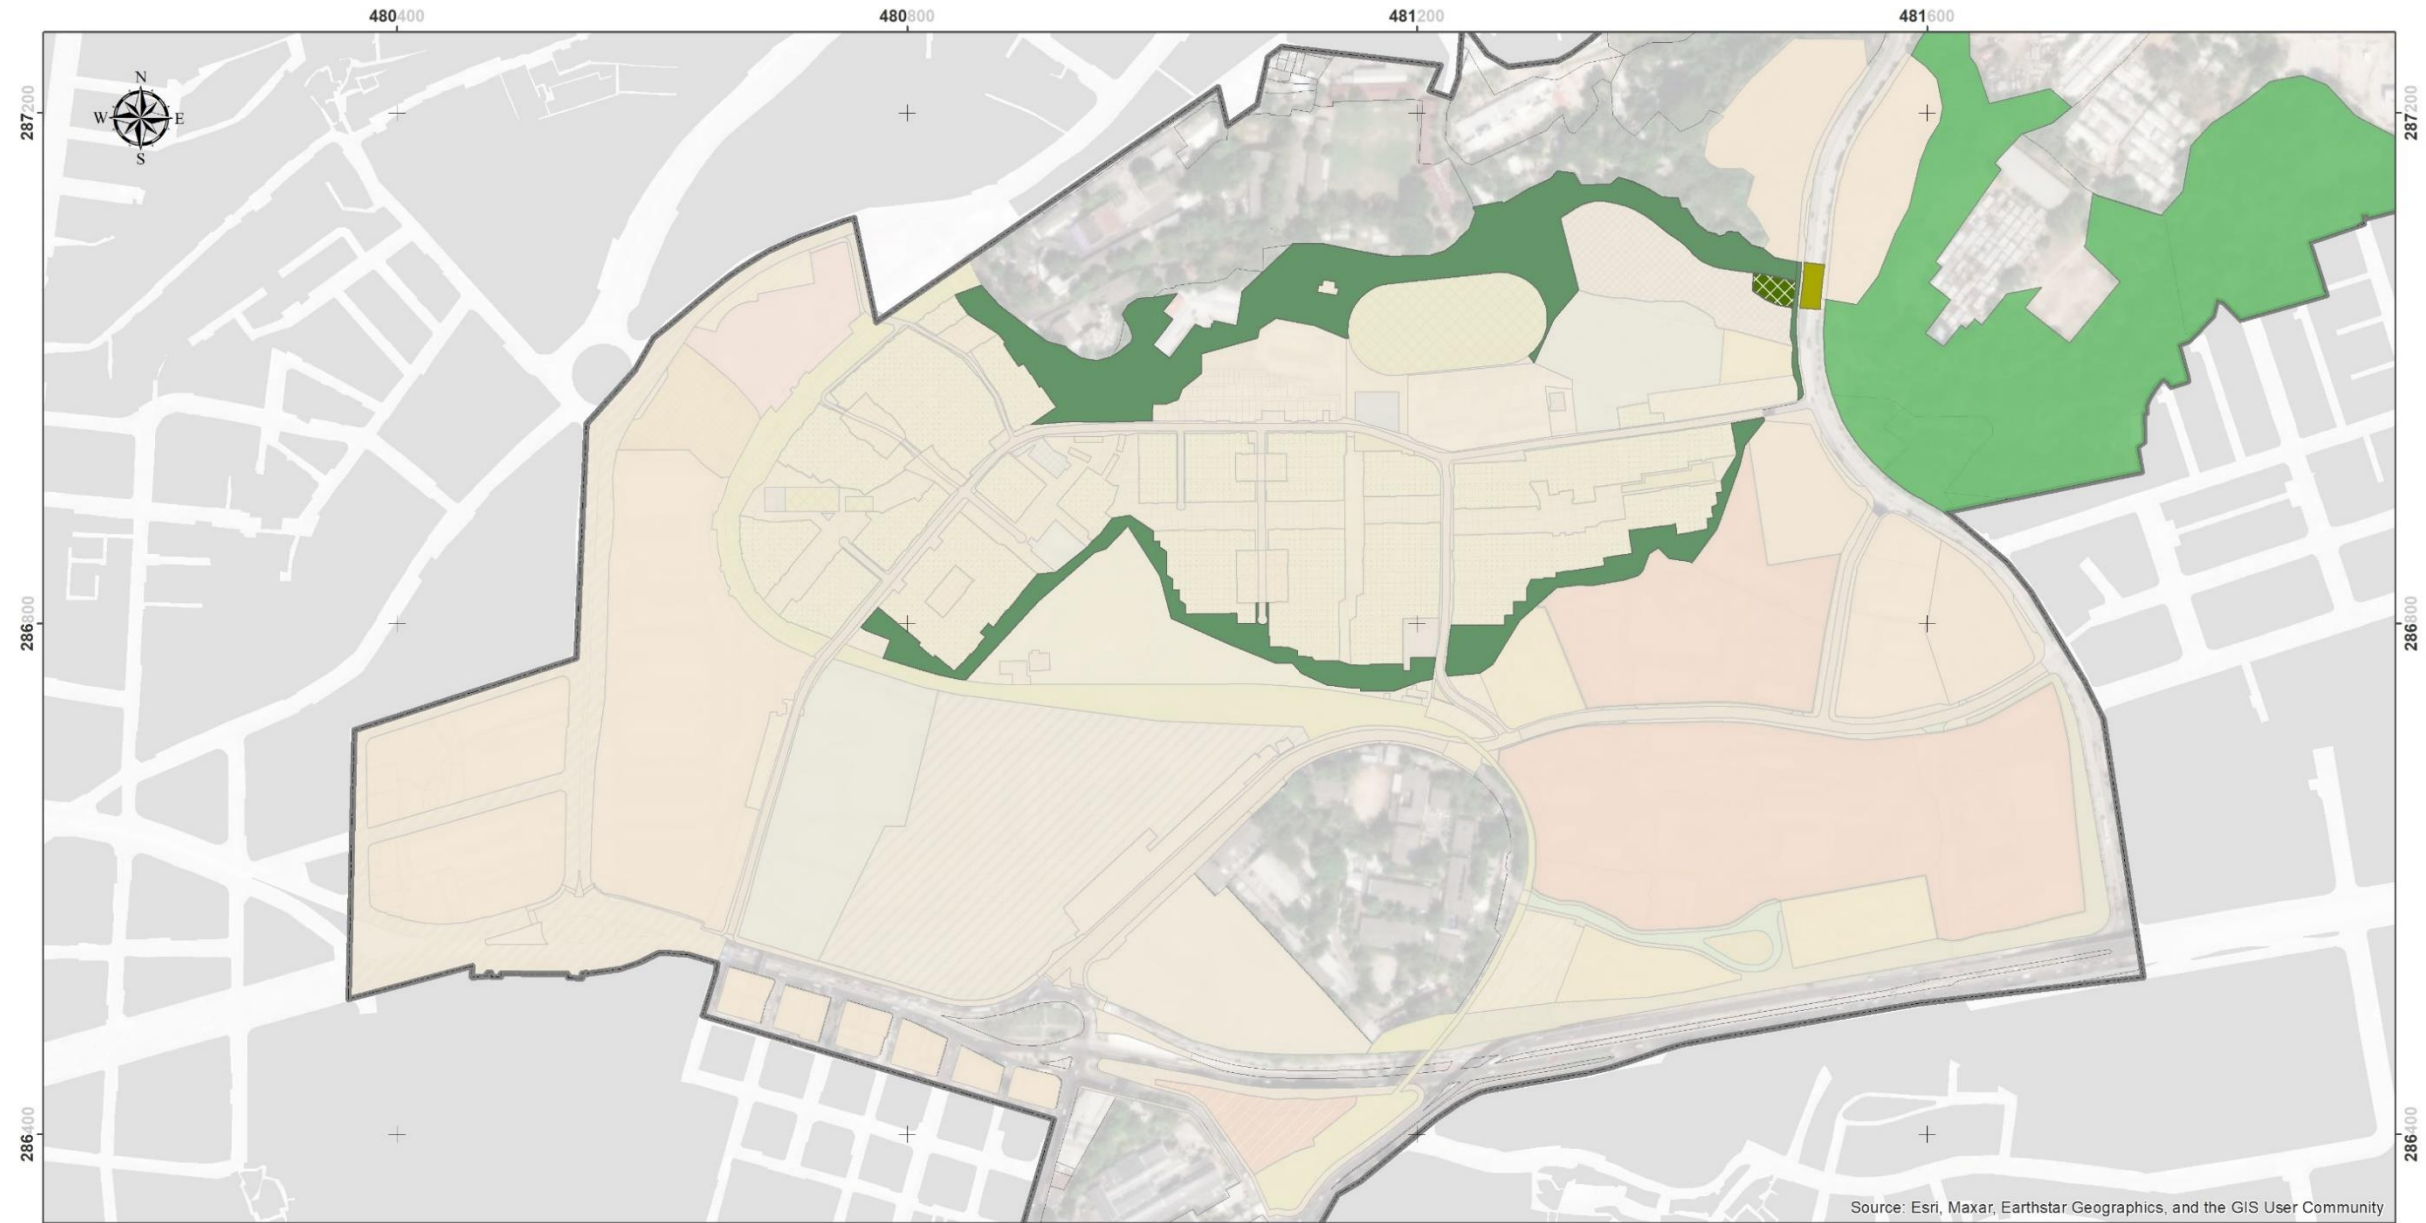 480400 480800 481200 481600
287200 287200
N
W E
S
286800 286800
286400 286400
Source: Esri, Maxar, Earthstar Geographics, and the GIS User Community